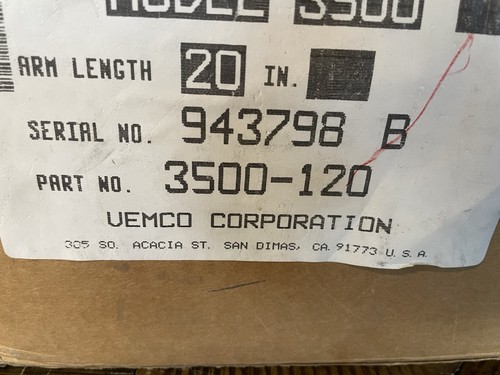 MODEL 3500
ARM LENGTH 20 IN.
SERIAL NO. 943798 B
PART NO. 3500-120
VEMCO CORPORATION
305 SO. ACACIA ST. SAN DIMAS, CA. 91773 U.S.A.